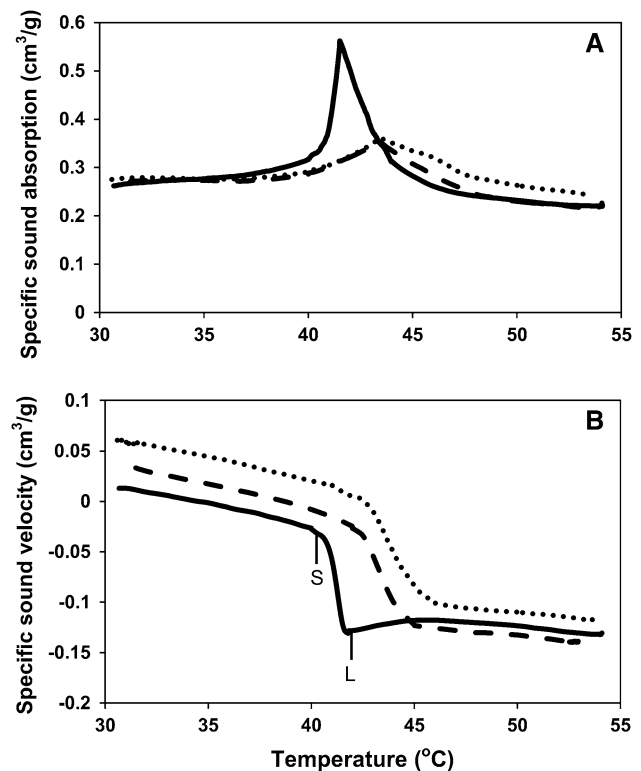 A
Specific sound absorption (cm³/g)
0.6
0.5
0.4
0.3
0.2
0.1
0
30 35 40 45 50 55
B
Specific sound velocity (cm³/g)
0.1
0.05
0
-0.05
-0.1
-0.15
-0.2
S
L
30 35 40 45 50 55
Temperature (°C)